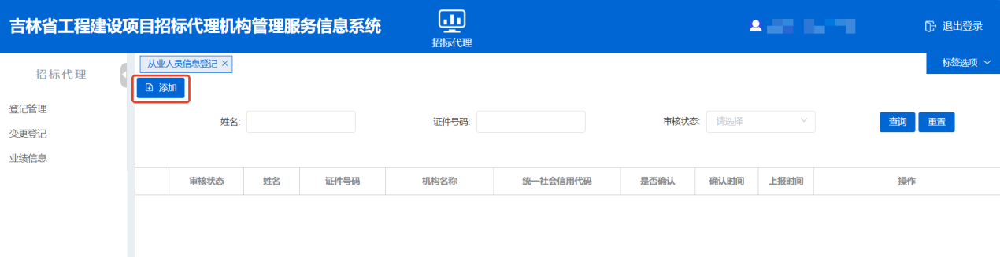 吉林省工程建设项目招标代理机构管理服务信息系统
招标代理
退出登录
从业人员信息登记 ×
标签选项
招标代理
添加
登记管理
变更登记
业绩信息
姓名: 证件号码: 审核状态: 请选择 查询 重置
审核状态 姓名 证件号码 机构名称 统一社会信用代码 是否确认 确认时间 上报时间 操作